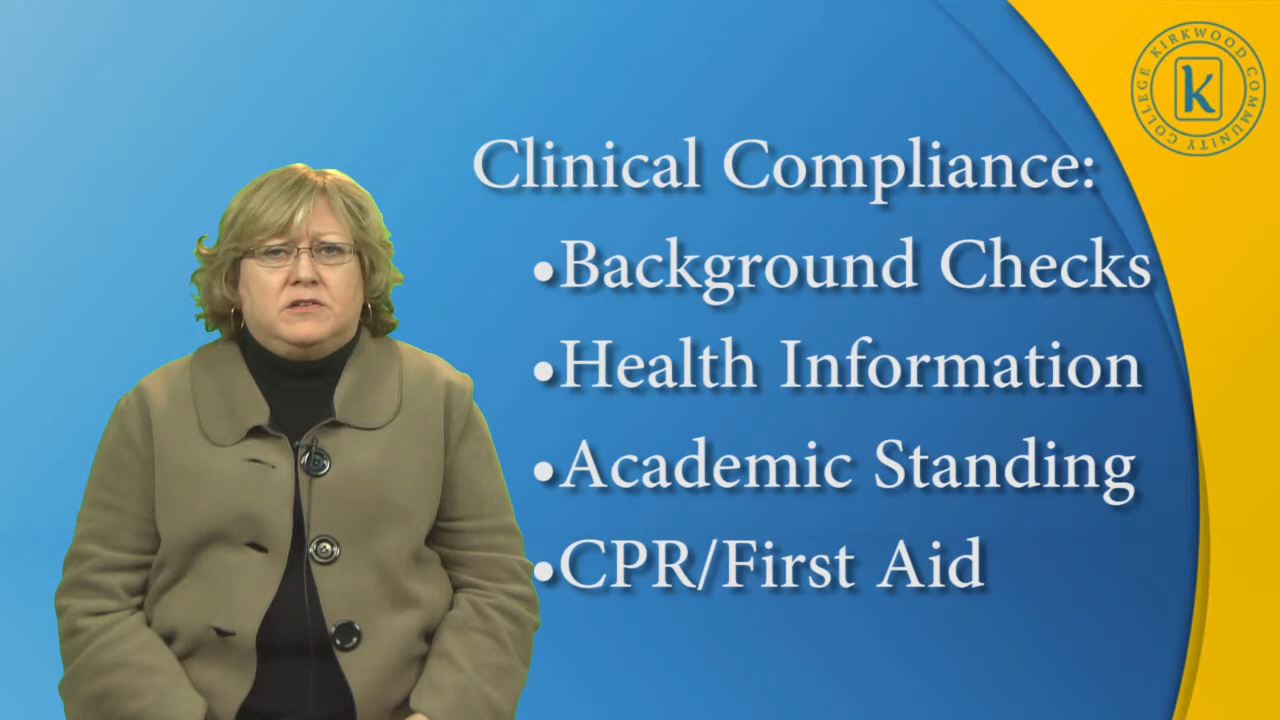 Clinical Compliance:
•Background Checks
•Health Information
•Academic Standing
•CPR/First Aid
KIRKWOOD COMMUNITY COLLEGE
k